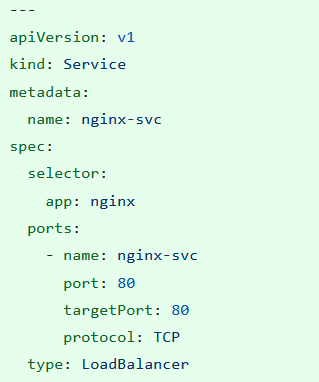 ---
apiVersion: v1
kind: Service
metadata:
  name: nginx-svc
spec:
  selector:
    app: nginx
  ports:
    - name: nginx-svc
      port: 80
      targetPort: 80
      protocol: TCP
  type: LoadBalancer